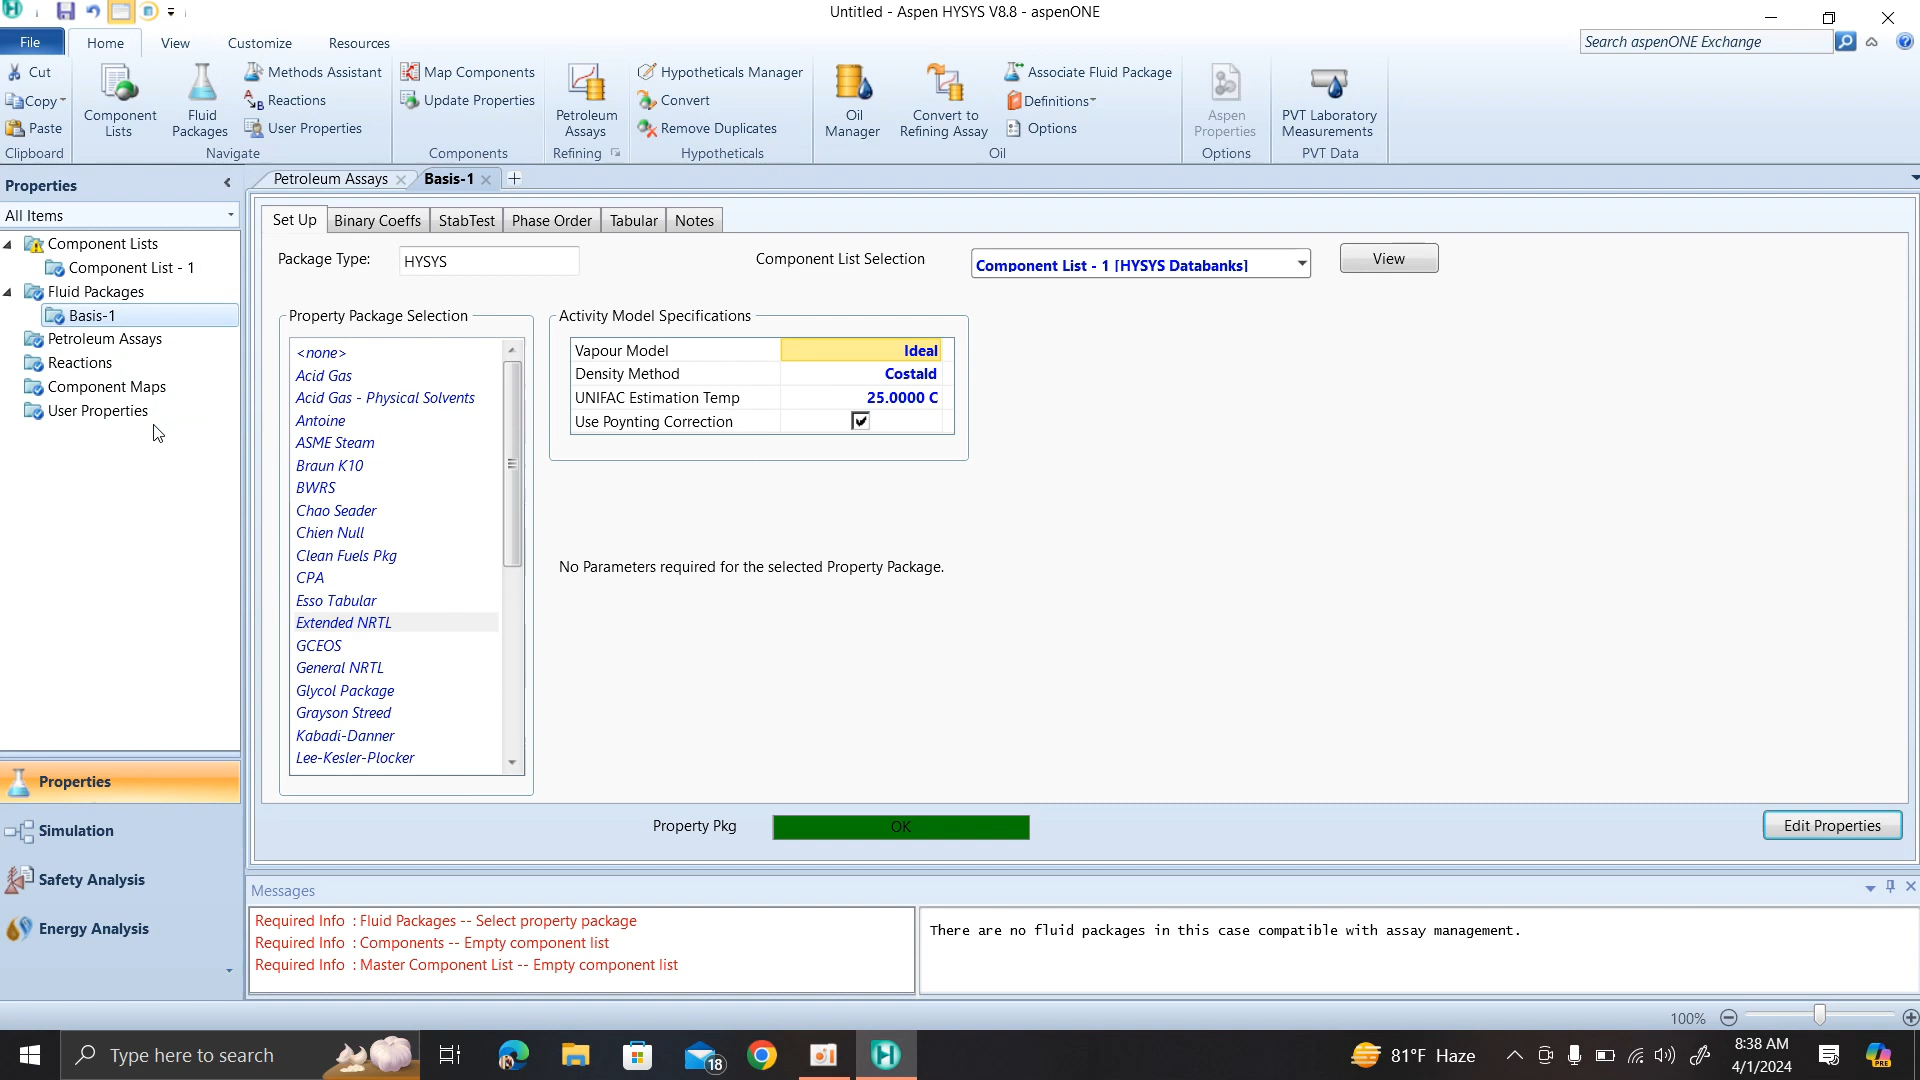 Untitled - Aspen HYSYS V8.8 - aspenONE
File
Home
View
Customize
Resources
Search aspenONE Exchange
Cut
Copy
Paste
Clipboard
Component Lists
Fluid Packages
Methods Assistant
Reactions
User Properties
Navigate
Map Components
Update Properties
Components
Petroleum Assays
Refining
Hypotheticals Manager
Convert
Remove Duplicates
Hypotheticals
Oil Manager
Convert to Refining Assay
Associate Fluid Package
Definitions
Options
Oil
Aspen Properties
Options
PVT Laboratory Measurements
PVT Data
Properties
All Items
Component Lists
Component List - 1
Fluid Packages
Basis-1
Petroleum Assays
Reactions
Component Maps
User Properties
Properties
Simulation
Safety Analysis
Energy Analysis
Petroleum Assays
Basis-1
Set Up
Binary Coeffs
StabTest
Phase Order
Tabular
Notes
Package Type:
HYSYS
Component List Selection
Component List - 1 [HYSYS Databanks]
View
Property Package Selection
<none>
Acid Gas
Acid Gas - Physical Solvents
Antoine
ASME Steam
Braun K10
BWRS
Chao Seader
Chien Null
Clean Fuels Pkg
CPA
Esso Tabular
Extended NRTL
GCEOS
General NRTL
Glycol Package
Grayson Streed
Kabadi-Danner
Lee-Kesler-Plocker
Activity Model Specifications
Vapour Model Ideal
Density Method Costald
UNIFAC Estimation Temp 25.0000 C
Use Poynting Correction
No Parameters required for the selected Property Package.
Property Pkg
OK
Edit Properties
Messages
Required Info : Fluid Packages -- Select property package
Required Info : Components -- Empty component list
Required Info : Master Component List -- Empty component list
There are no fluid packages in this case compatible with assay management.
100%
Type here to search
18
81°F Haze
8:38 AM
4/1/2024
PRE